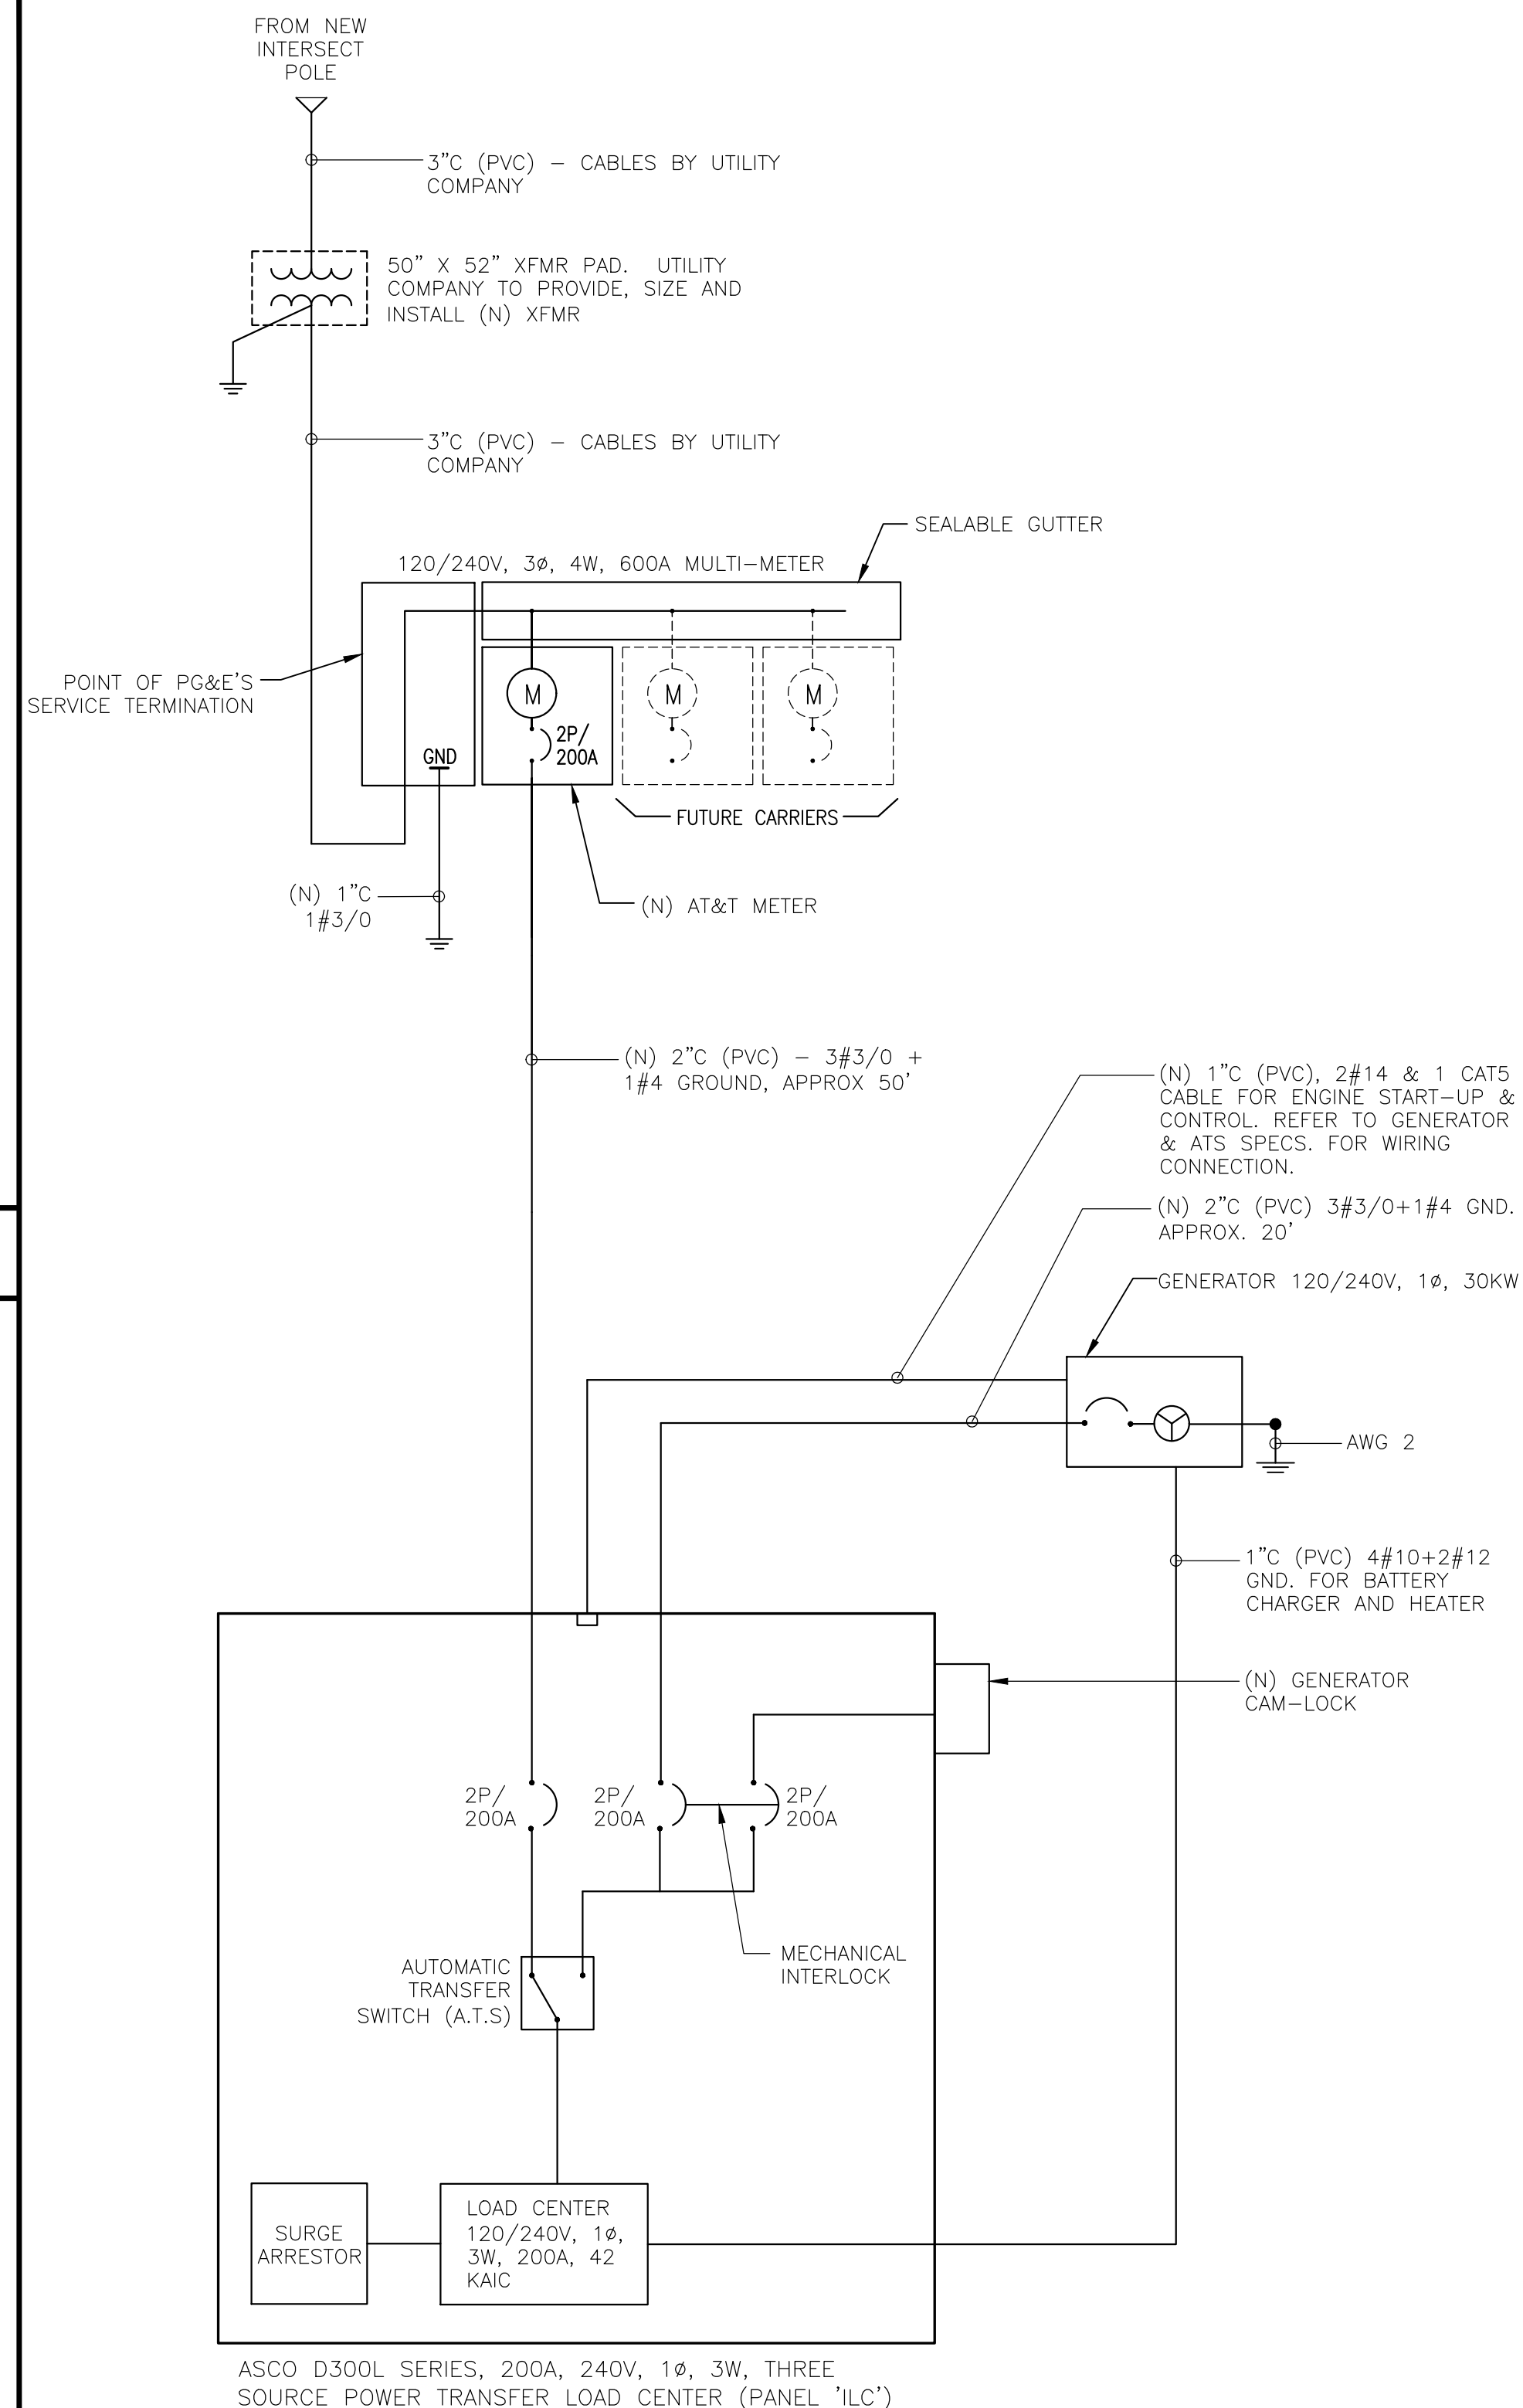 FROM NEW
INTERSECT
POLE
3"C (PVC) – CABLES BY UTILITY
COMPANY
50" X 52" XFMR PAD. UTILITY
COMPANY TO PROVIDE, SIZE AND
INSTALL (N) XFMR
3"C (PVC) – CABLES BY UTILITY
COMPANY
SEALABLE GUTTER
120/240V, 3ø, 4W, 600A MULTI–METER
POINT OF PG&E'S
SERVICE TERMINATION
M
M
M
2P/
200A
GND
FUTURE CARRIERS
(N) 1"C
1#3/0
(N) AT&T METER
(N) 2"C (PVC) – 3#3/0 +
1#4 GROUND, APPROX 50'
(N) 1"C (PVC), 2#14 & 1 CAT5
CABLE FOR ENGINE START–UP &
CONTROL. REFER TO GENERATOR
& ATS SPECS. FOR WIRING
CONNECTION.
(N) 2"C (PVC) 3#3/0+1#4 GND.
APPROX. 20'
GENERATOR 120/240V, 1ø, 30KW
AWG 2
1"C (PVC) 4#10+2#12
GND. FOR BATTERY
CHARGER AND HEATER
(N) GENERATOR
CAM–LOCK
2P/
200A
2P/
200A
2P/
200A
MECHANICAL
INTERLOCK
AUTOMATIC
TRANSFER
SWITCH (A.T.S)
SURGE
ARRESTOR
LOAD CENTER
120/240V, 1ø,
3W, 200A, 42
KAIC
ASCO D300L SERIES, 200A, 240V, 1ø, 3W, THREE
SOURCE POWER TRANSFER LOAD CENTER (PANEL 'ILC')